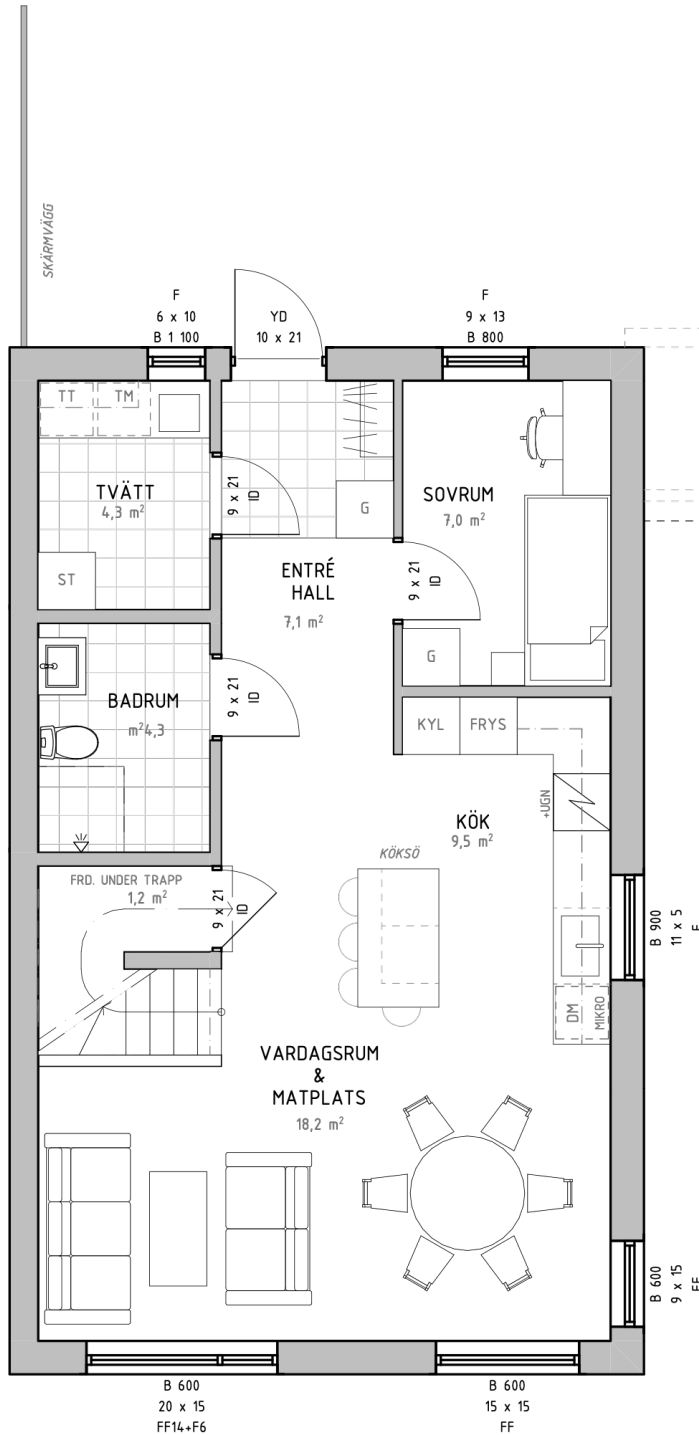 SKÄRMVÄGG
F
6 x 10
B 1 100
YD
10 x 21
F
9 x 13
B 800
TT
TM
TVÄTT
4,3 m²
9 x 21
ID
G
SOVRUM
7,0 m²
ST
ENTRÉ
HALL
7,1 m²
9 x 21
ID
G
BADRUM
m²4,3
9 x 21
ID
KYL
FRYS
+UGN
KÖK
9,5 m²
KÖKSÖ
FRD. UNDER TRAPP
1,2 m²
9 x 21
ID
B 900
11 x 5
F
DM
MIKRO
VARDAGSRUM
&
MATPLATS
18,2 m²
B 600
9 x 15
FF
B 600
20 x 15
FF14+F6
B 600
15 x 15
FF